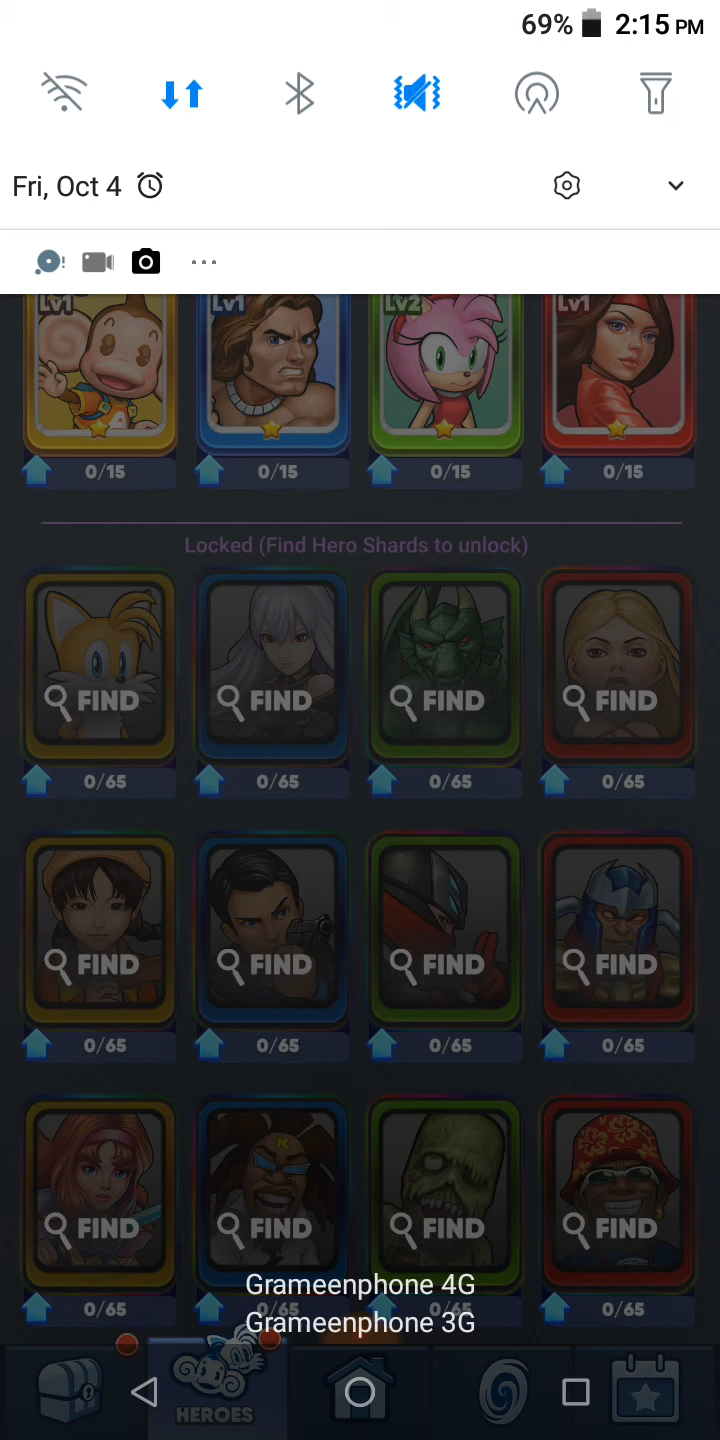 69% 2:15 PM
Fri, Oct 4
Lv1 Lv1 Lv2 Lv1
0/15 0/15 0/15 0/15
Locked (Find Hero Shards to unlock)
FIND FIND FIND FIND
0/65 0/65 0/65 0/65
FIND FIND FIND FIND
0/65 0/65 0/65 0/65
FIND FIND FIND FIND
Grameenphone 4G
0/65 0/65 0/65 0/65
Grameenphone 3G
HEROES